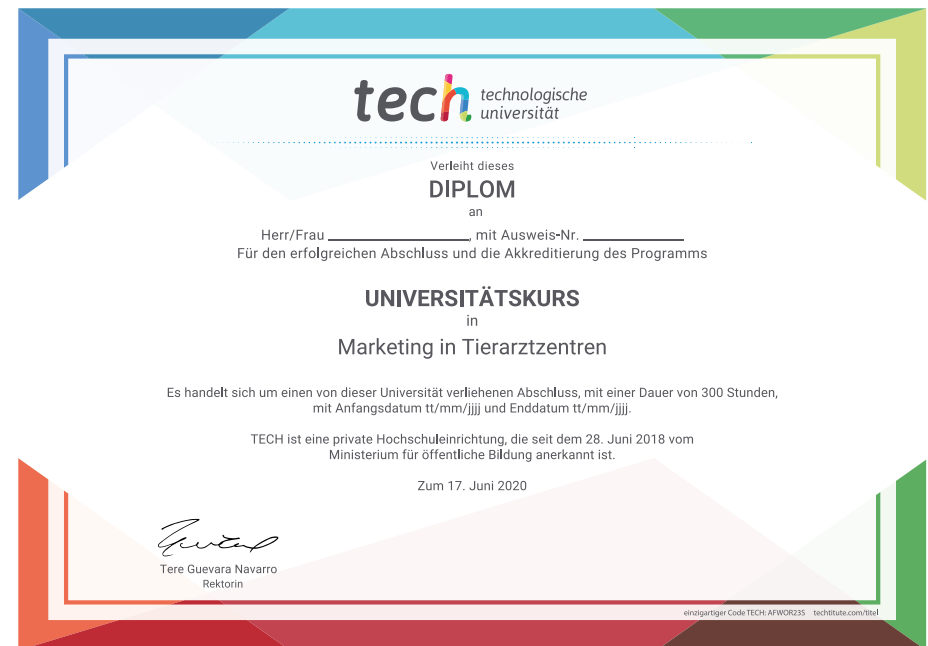 tech technologische
universität
Verleiht dieses
DIPLOM
an
Herr/Frau ____________________, mit Ausweis-Nr. ______________
Für den erfolgreichen Abschluss und die Akkreditierung des Programms
UNIVERSITÄTSKURS
in
Marketing in Tierarztzentren
Es handelt sich um einen von dieser Universität verliehenen Abschluss, mit einer Dauer von 300 Stunden,
mit Anfangsdatum tt/mm/jjjj und Enddatum tt/mm/jjjj.
TECH ist eine private Hochschuleinrichtung, die seit dem 28. Juni 2018 vom
Ministerium für öffentliche Bildung anerkannt ist.
Zum 17. Juni 2020
Tere Guevara Navarro
Rektorin
einzigartiger Code TECH: AFWOR23S techtitute.com/titel